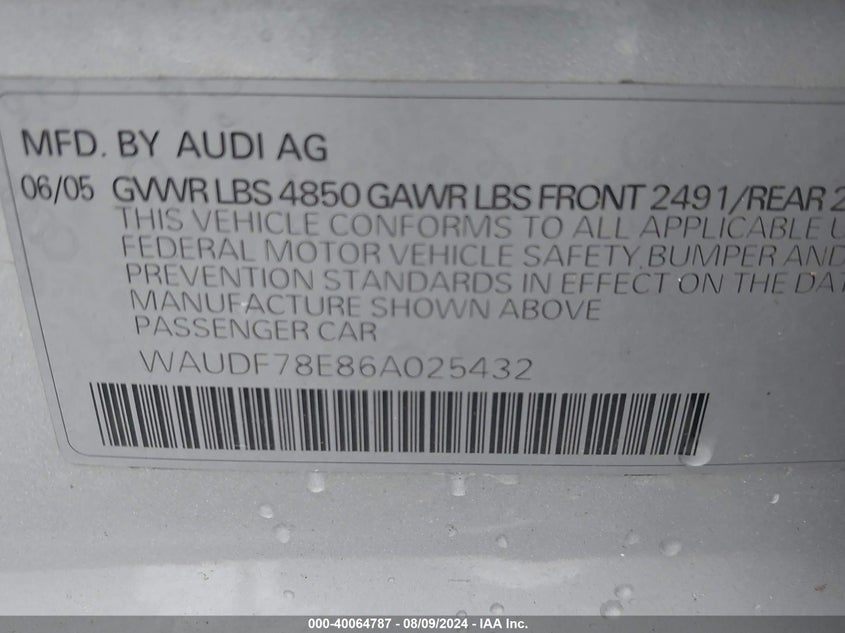 MFD. BY AUDI AG
06/05 GVWR LBS 4850 GAWR LBS FRONT 2491/REAR 2
THIS VEHICLE CONFORMS TO ALL APPLICABLE U
FEDERAL MOTOR VEHICLE SAFETY, BUMPER AND
PREVENTION STANDARDS IN EFFECT ON THE DAT
MANUFACTURE SHOWN ABOVE
PASSENGER CAR
WAUDF78E86A025432
000-40064787 - 08/09/2024 - IAA Inc.